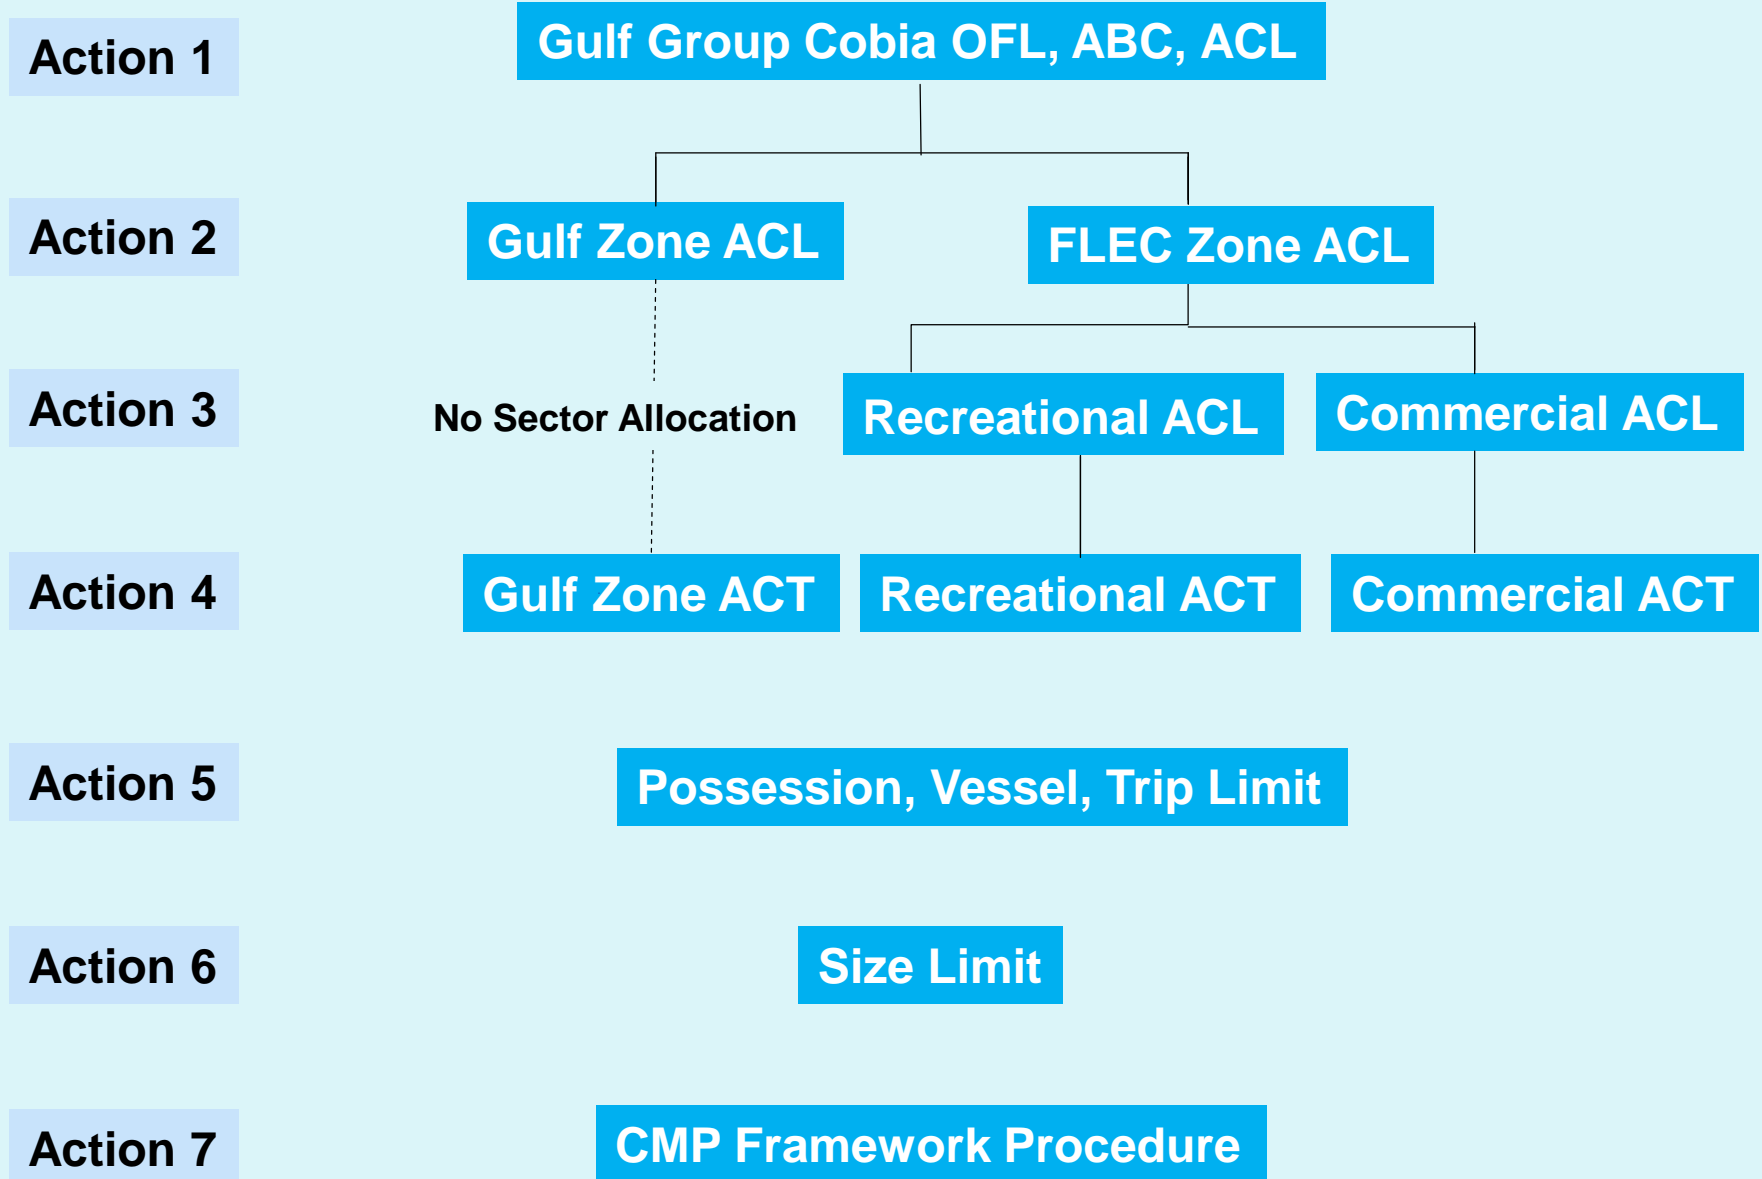 Action 1
Gulf Group Cobia OFL, ABC, ACL
Action 2
Gulf Zone ACL
FLEC Zone ACL
Action 3
No Sector Allocation
Recreational ACL
Commercial ACL
Action 4
Gulf Zone ACT
Recreational ACT
Commercial ACT
Action 5
Possession, Vessel, Trip Limit
Action 6
Size Limit
Action 7
CMP Framework Procedure